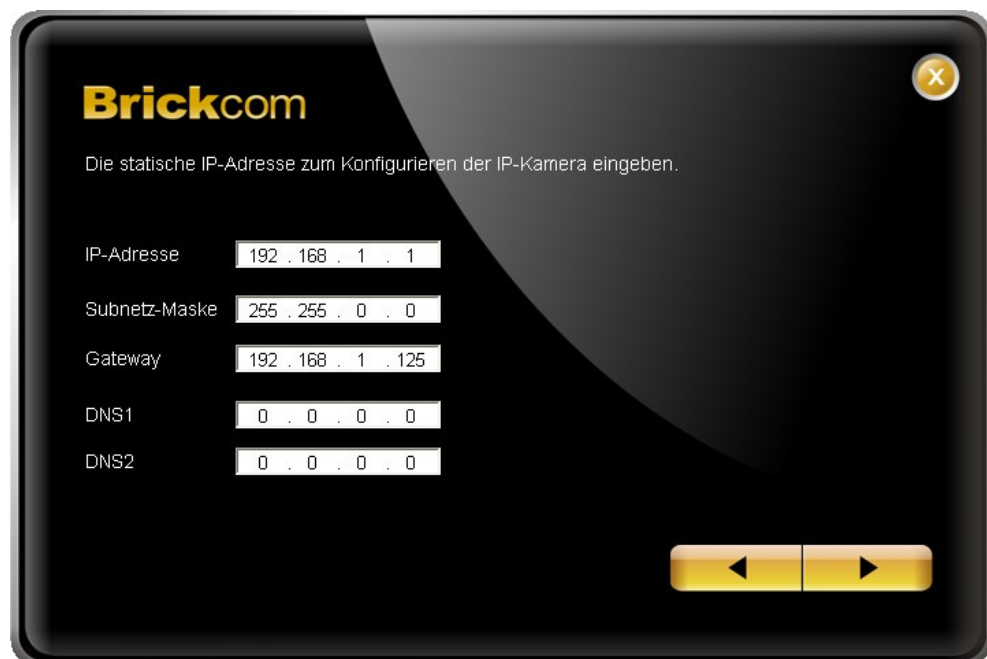 Brickcom
X
Die statische IP-Adresse zum Konfigurieren der IP-Kamera eingeben.
IP-Adresse 192 . 168 . 1 . 1
Subnetz-Maske 255 . 255 . 0 . 0
Gateway 192 . 168 . 1 . 125
DNS1 0 . 0 . 0 . 0
DNS2 0 . 0 . 0 . 0